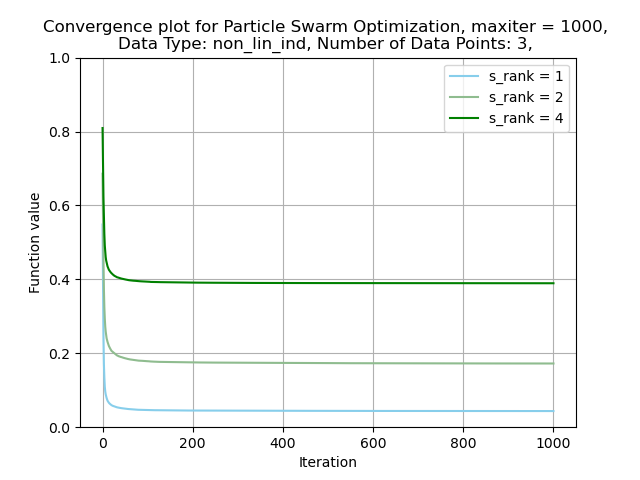 Convergence plot for Particle Swarm Optimization, maxiter = 1000,
Data Type: non_lin_ind, Number of Data Points: 3,
1.0
0.8
0.6
0.4
0.2
0.0
Function value
s_rank = 1
s_rank = 2
s_rank = 4
0
200
400
600
800
1000
Iteration